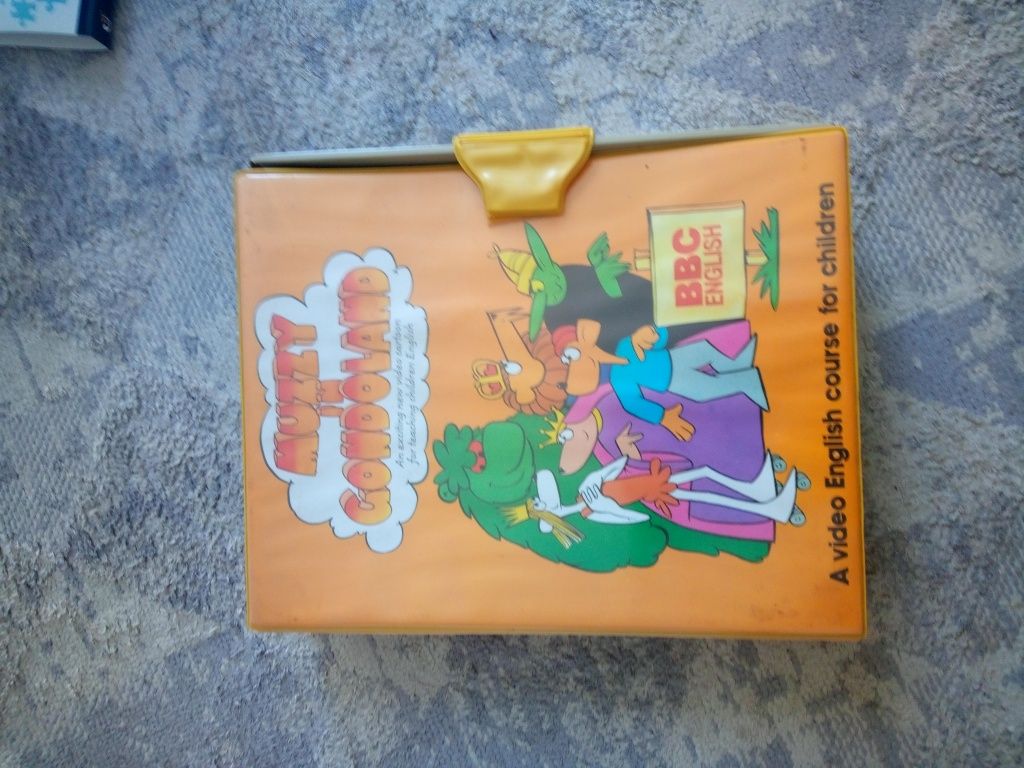 MUZZY
IN
GONDOLAND
An exciting new video cartoon
for teaching children English
BBC
ENGLISH
A video English course for children